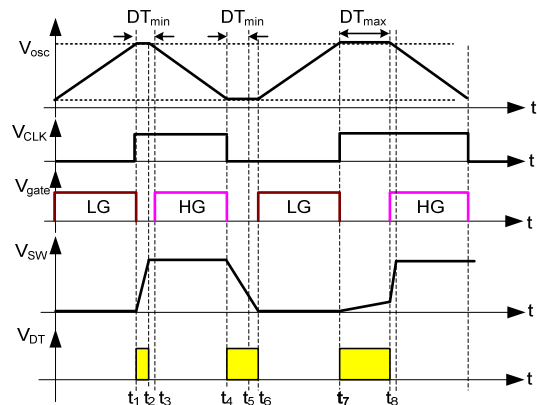 DTmin DTmin DTmax
Vosc
t
VCLK
t
Vgate
LG HG LG HG
t
VSW
t
VDT
t
t1 t2 t3 t4 t5 t6 t7 t8